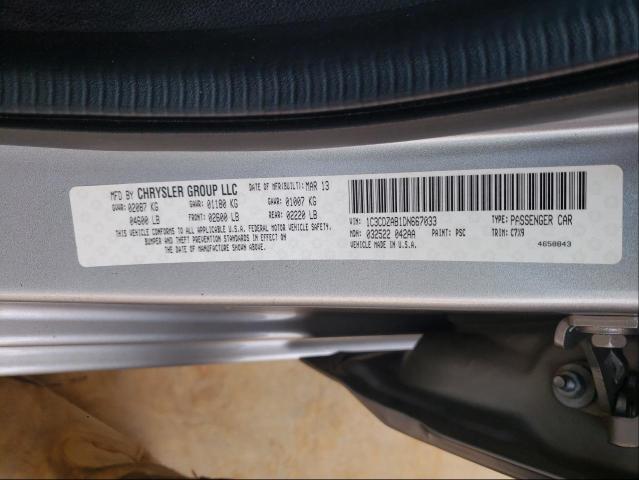 MFD BY CHRYSLER GROUP LLC DATE OF MFR(BUILT): MAR 13
GVWR: 02087 KG GAWR: 01180 KG GAWR: 01007 KG
04600 LB FRONT: 02600 LB REAR: 02220 LB
THIS VEHICLE CONFORMS TO ALL APPLICABLE U.S.A. FEDERAL MOTOR VEHICLE SAFETY,
BUMPER AND THEFT PREVENTION STANDARDS IN EFFECT ON
THE DATE OF MANUFACTURE SHOWN ABOVE.
1C3CDZAB1DN667033 TYPE: PASSENGER CAR
MDH: 032522 042AA PAINT: PSC TRIM: C7X9
VEHICLE MADE IN U.S.A. 4658843